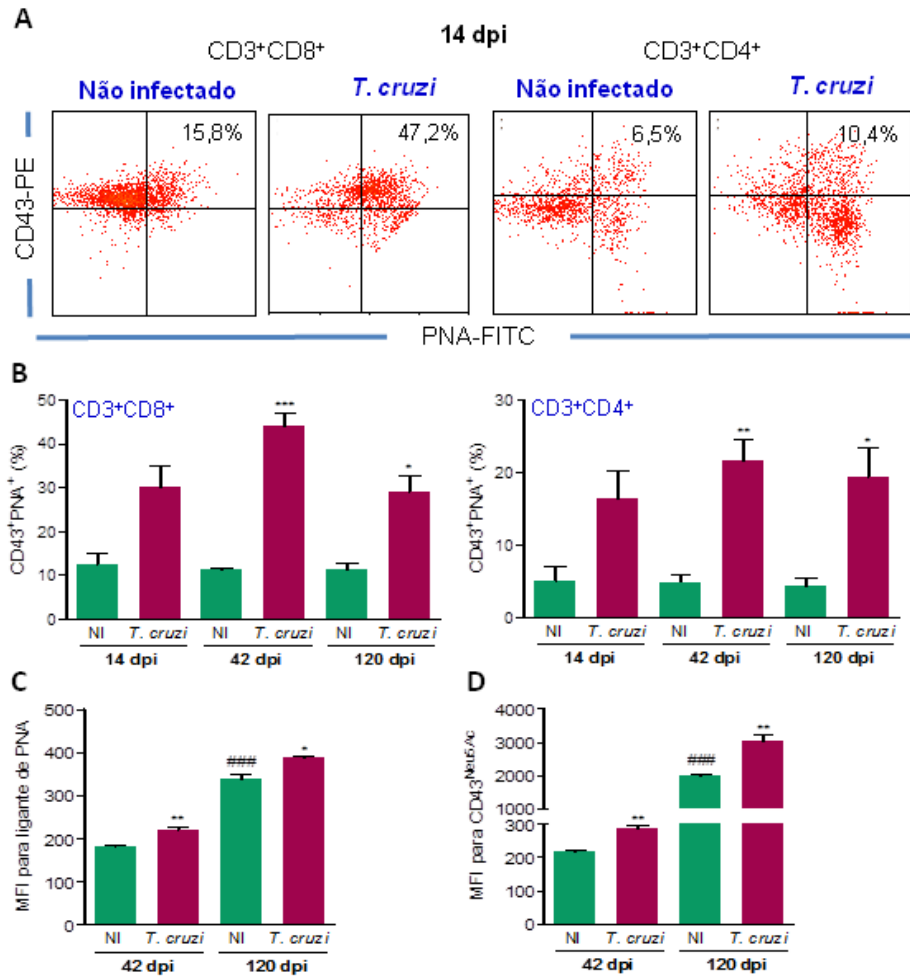 A
14 dpi
CD3+CD8+ CD3+CD4+
Não infectado T. cruzi Não infectado T. cruzi
15,8% 47,2% 6,5% 10,4%
CD43-PE
PNA-FITC
B
CD3+CD8+
CD43+PNA+ (%)
50
40
30
20
10
0
***
*
NI T. cruzi NI T. cruzi NI T. cruzi
14 dpi 42 dpi 120 dpi
CD3+CD4+
CD43+PNA+ (%)
30
20
10
0
**
*
NI T. cruzi NI T. cruzi NI T. cruzi
14 dpi 42 dpi 120 dpi
C
MFI para ligante de PNA
500
400
300
200
100
0
**
###
*
NI T. cruzi NI T. cruzi
42 dpi 120 dpi
D
MFI para CD43Neu5Ac
4000
3000
2000
1000
300
200
100
0
**
###
**
NI T. cruzi NI T. cruzi
42 dpi 120 dpi